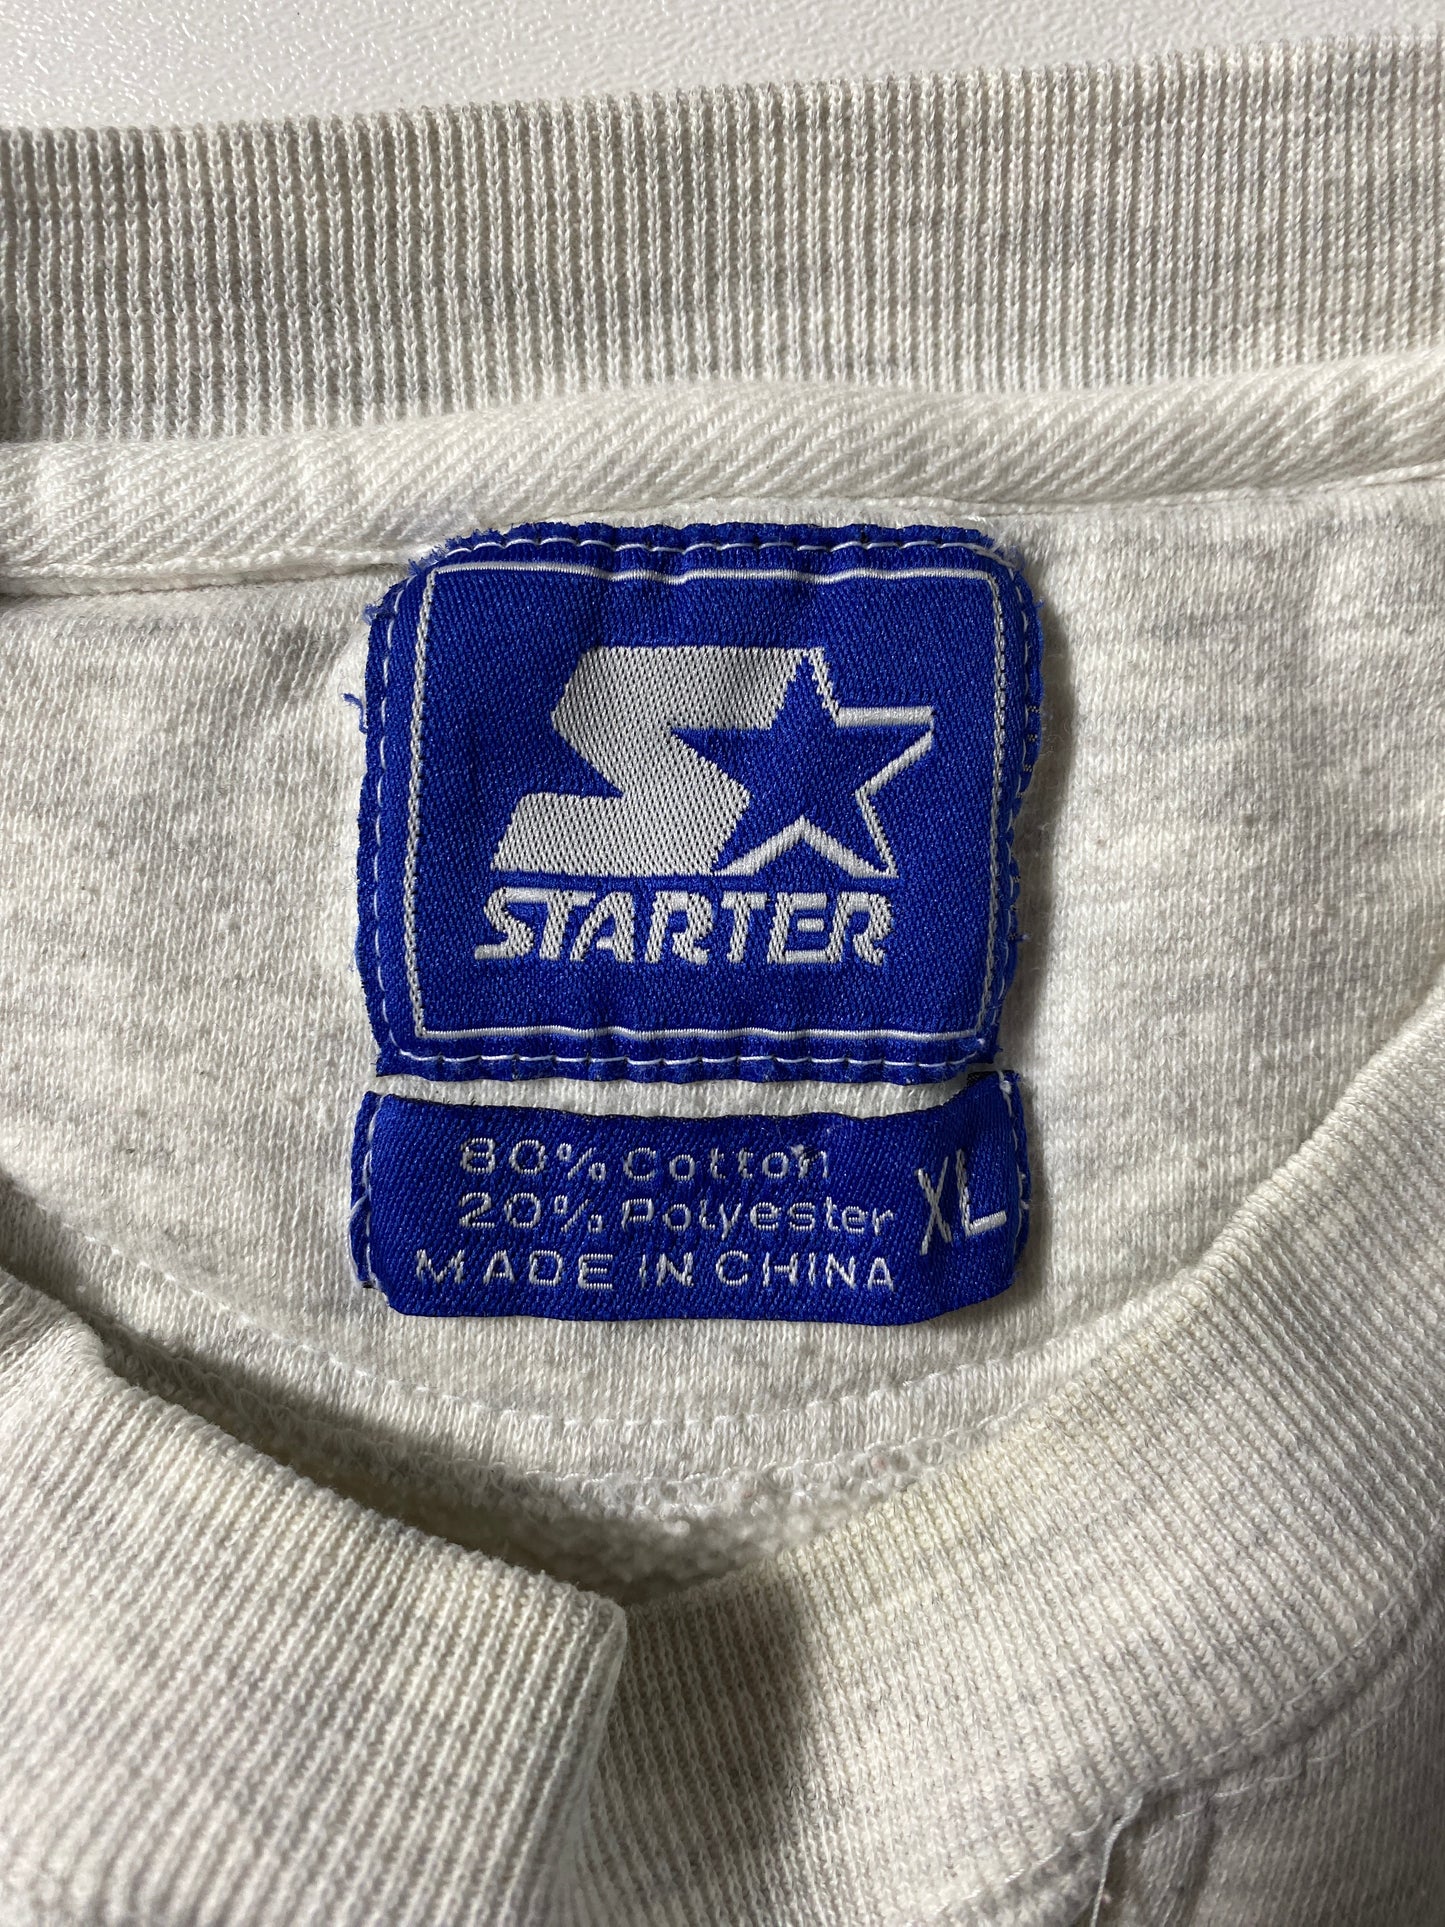 STARTER
80% Cotton
20% Polyester
MADE IN CHINA
XL